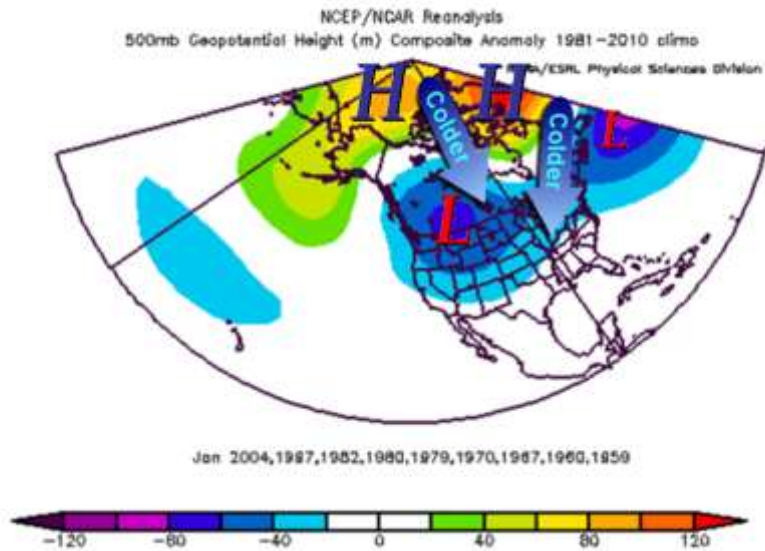 NCEP/NCAR Reanalysis
500mb Geopotential Height (m) Composite Anomaly 1981-2010 climo
/ESRL Physical Sciences Division
H H
Colder Colder
L
L
Jan 2004,1997,1982,1980,1979,1970,1967,1960,1959
-120 -80 -40 0 40 80 120